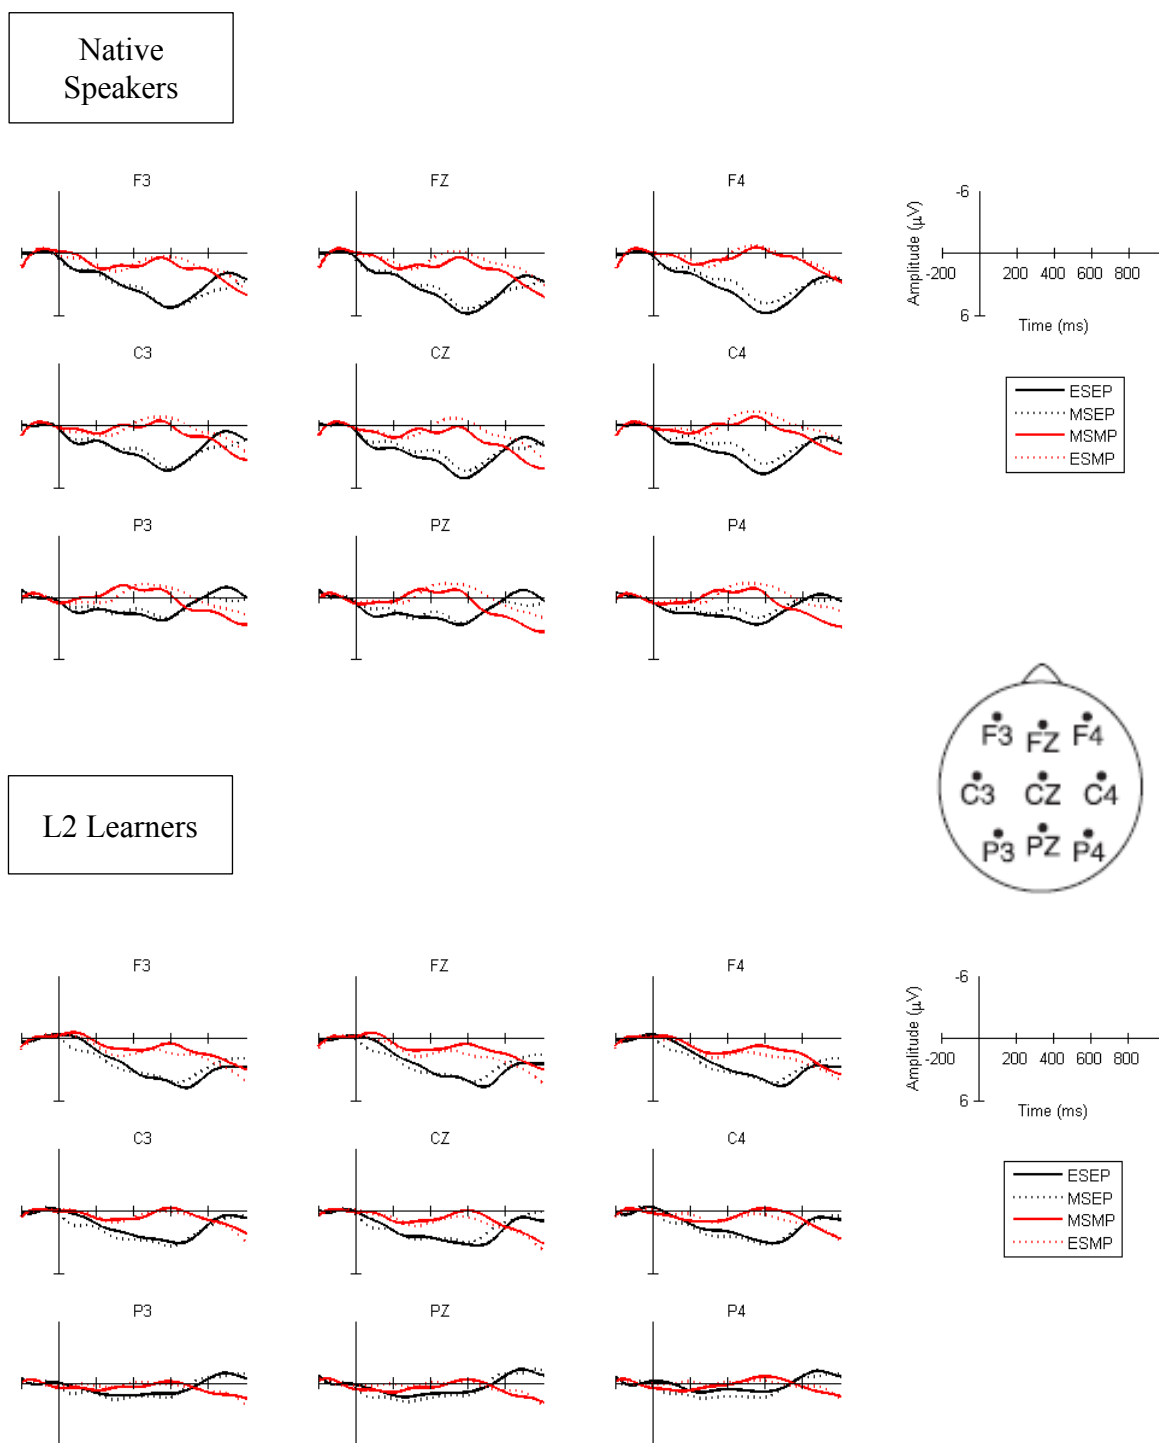 Native
Speakers
F3
FZ
F4
-6
Amplitude (μV)
-200 200 400 600 800
6
Time (ms)
C3
CZ
C4
ESEP
MSEP
MSMP
ESMP
P3
PZ
P4
F3 FZ F4
C3 CZ C4
P3 PZ P4
L2 Learners
F3
FZ
F4
-6
Amplitude (μV)
-200 200 400 600 800
6
Time (ms)
C3
CZ
C4
ESEP
MSEP
MSMP
ESMP
P3
PZ
P4